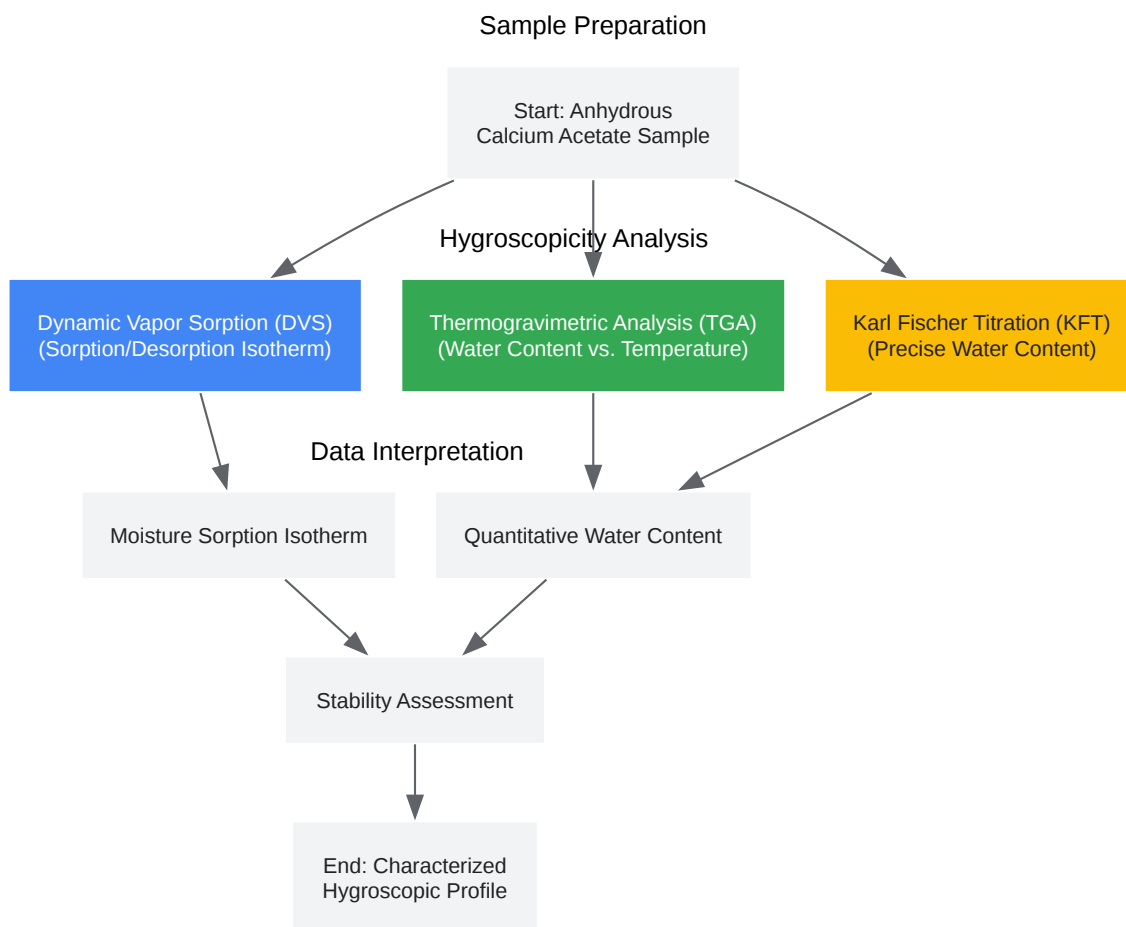 Sample Preparation
Start: Anhydrous
Calcium Acetate Sample
Hygroscopicity Analysis
Dynamic Vapor Sorption (DVS)
(Sorption/Desorption Isotherm)
Thermogravimetric Analysis (TGA)
(Water Content vs. Temperature)
Karl Fischer Titration (KFT)
(Precise Water Content)
Data Interpretation
Moisture Sorption Isotherm
Quantitative Water Content
Stability Assessment
End: Characterized
Hygroscopic Profile